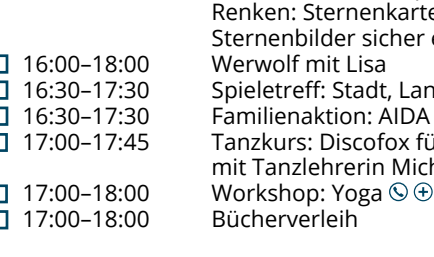 Renken: Sternenkarte
Sternenbilder sicher
16:00–18:00 Werwolf mit Lisa
16:30–17:30 Spieletreff: Stadt, Lan
16:30–17:30 Familienaktion: AIDA
17:00–17:45 Tanzkurs: Discofox fü
mit Tanzlehrerin Mich
17:00–18:00 Workshop: Yoga
17:00–18:00 Bücherverleih